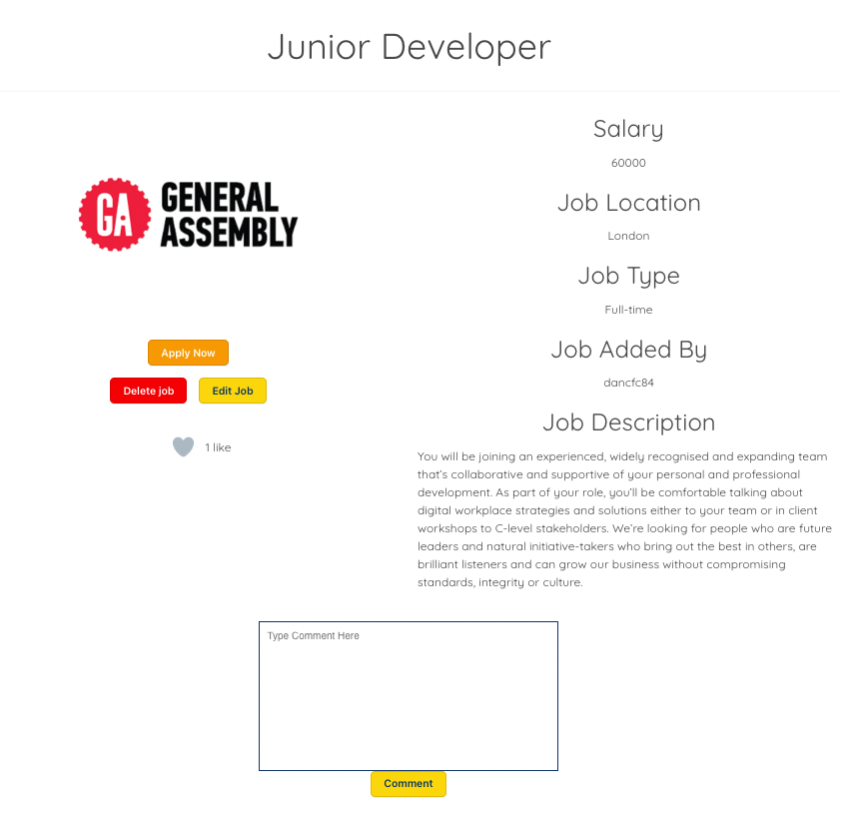 Junior Developer
GA GENERAL
ASSEMBLY
Apply Now
Delete job Edit Job
1 like
Salary
60000
Job Location
London
Job Type
Full-time
Job Added By
dancfc84
Job Description
You will be joining an experienced, widely recognised and expanding team
that's collaborative and supportive of your personal and professional
development. As part of your role, you'll be comfortable talking about
digital workplace strategies and solutions either to your team or in client
workshops to C-level stakeholders. We're looking for people who are future
leaders and natural initiative-takers who bring out the best in others, are
brilliant listeners and can grow our business without compromising
standards, integrity or culture.
Type Comment Here
Comment